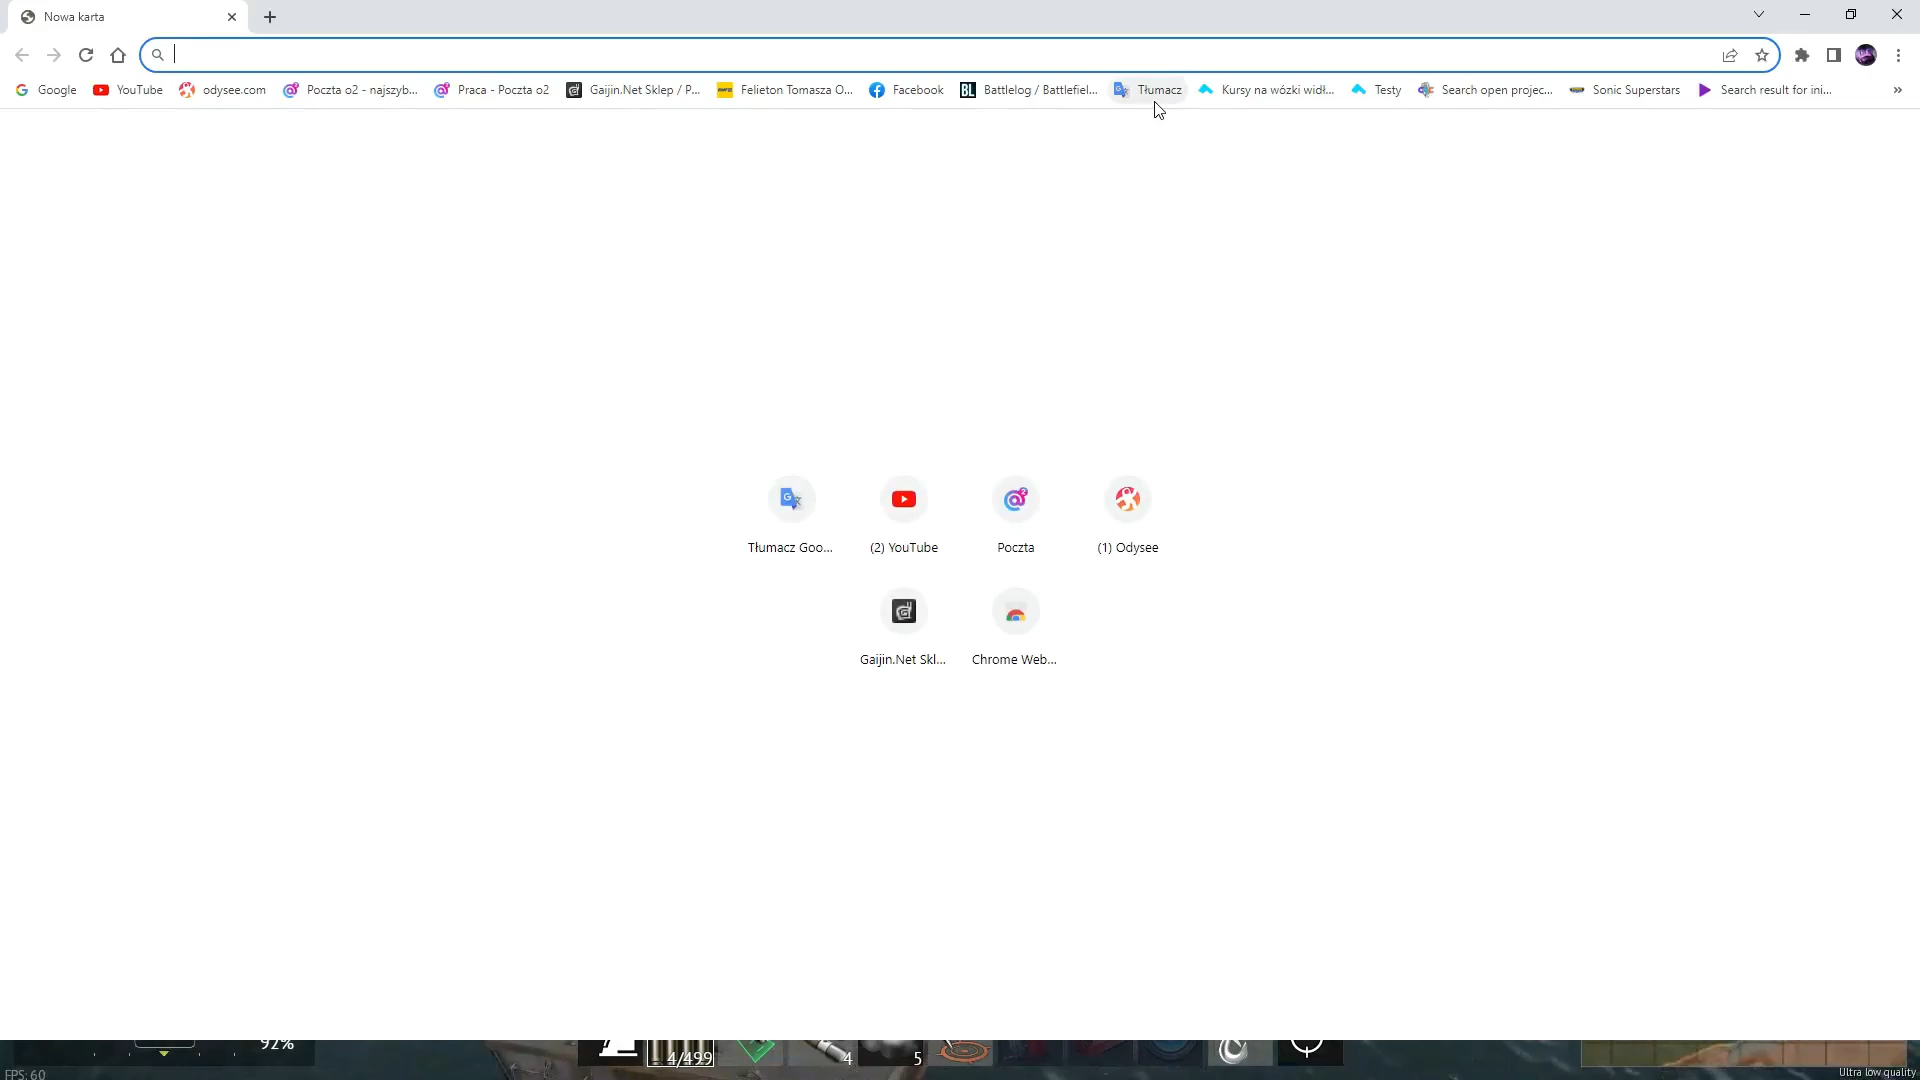 Nowa karta
Google YouTube odysee.com Poczta o2 - najszyb... Praca - Poczta o2 Gaijin.Net Sklep / P... Felieton Tomasza O... Facebook Battlelog / Battlefiel... Tłumacz Kursy na wózki widł... Testy Search open projec... Sonic Superstars Search result for ini... »
Tłumacz Goo... (2) YouTube Poczta (1) Odysee
Gaijin.Net Skl... Chrome Web...
92% 4/499 4 5
FPS: 60 Ultra low quality